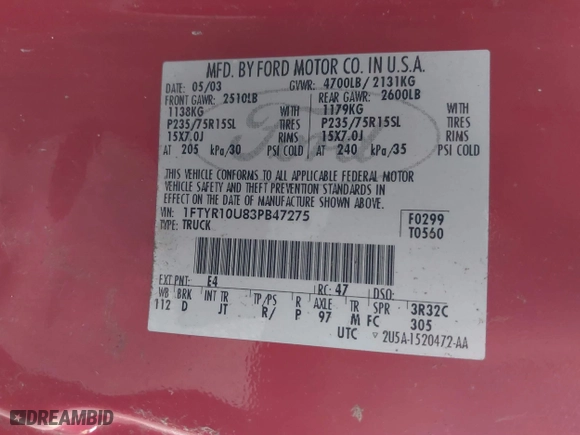 MFD. BY FORD MOTOR CO. IN U.S.A.
DATE: 05/03 GVWR: 4700LB/ 2131KG
FRONT GAWR: 2510LB REAR GAWR: 2600LB
1138KG WITH 1179KG WITH
P235/75R15SL TIRES P235/75R15SL TIRES
15X7.0J RIMS 15X7.0J RIMS
AT 205 kPa/30 PSI COLD AT 240 kPa/35 PSI COLD
Ford
THIS VEHICLE CONFORMS TO ALL APPLICABLE FEDERAL MOTOR
VEHICLE SAFETY AND THEFT PREVENTION STANDARDS IN
EFFECT ON THE DATE OF MANUFACTURE SHOWN ABOVE.
VIN: 1FTYR10U83PB47275 F0299
TYPE: TRUCK T0560
EXT PNT: E4 RC: 47 DSO:
WB BRK INT TR TP/PS R AXLE TR SPR 3R32C
112 D JT R/ P 97 M FC 305
UTC 2U5A-1520472-AA
DREAMBID